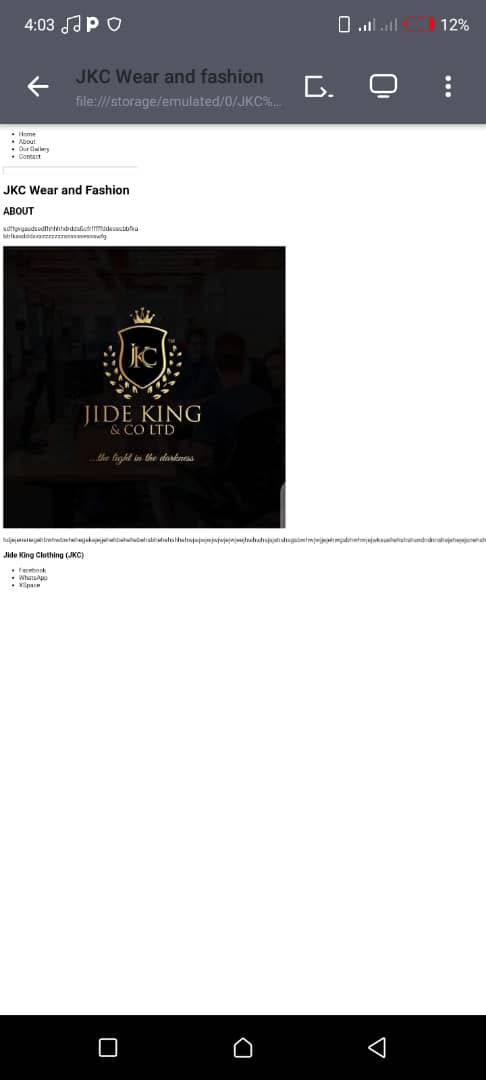 4:03
12%
JKC Wear and fashion
file:///storage/emulated/0/JKC%...
Home
About
Our Gallery
Contact
JKC Wear and Fashion
ABOUT
JKC
TM
JIDE KING
& CO LTD
...the light in the darkness
Jide King Clothing (JKC)
Facebook
WhatsApp
XSpace